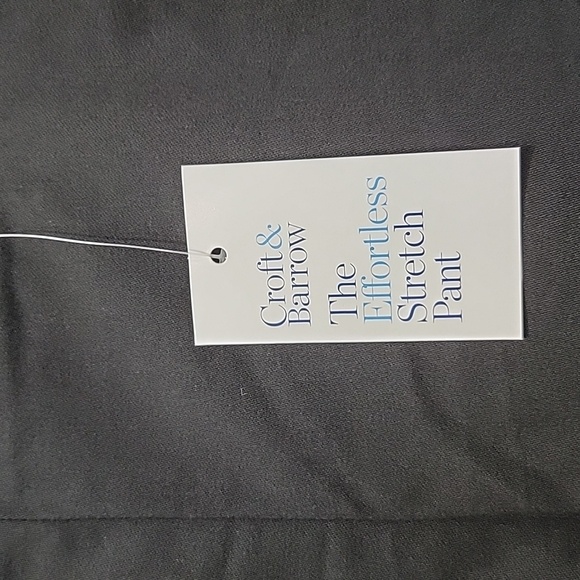 Croft&
Barrow
The
Effortless
Stretch
Pant